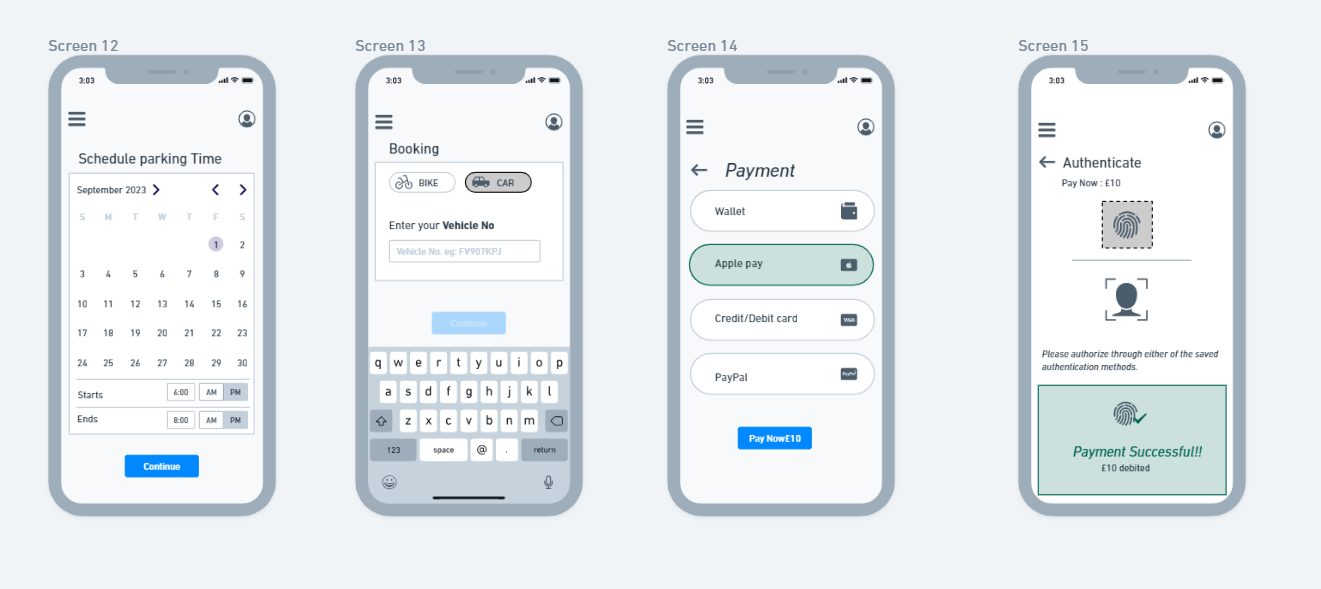 Screen 12
3:03
Schedule parking Time
September 2023
S M T W T F S
1 2
3 4 5 6 7 8 9
10 11 12 13 14 15 16
17 18 19 20 21 22 23
24 25 26 27 28 29 30
Starts 6:00 AM PM
Ends 8:00 AM PM
Continue
Screen 13
3:03
Booking
BIKE CAR
Enter your Vehicle No
Vehicle No. eg: FV907KPJ
Continue
q w e r t y u i o p
a s d f g h j k l
z x c v b n m
123 space @ . return
Screen 14
3:03
Payment
Wallet
Apple pay
Credit/Debit card VISA
PayPal PayPal
Pay Now£10
Screen 15
3:03
Authenticate
Pay Now : £10
Please authorize through either of the saved
authentication methods.
Payment Successful!!
£10 debited